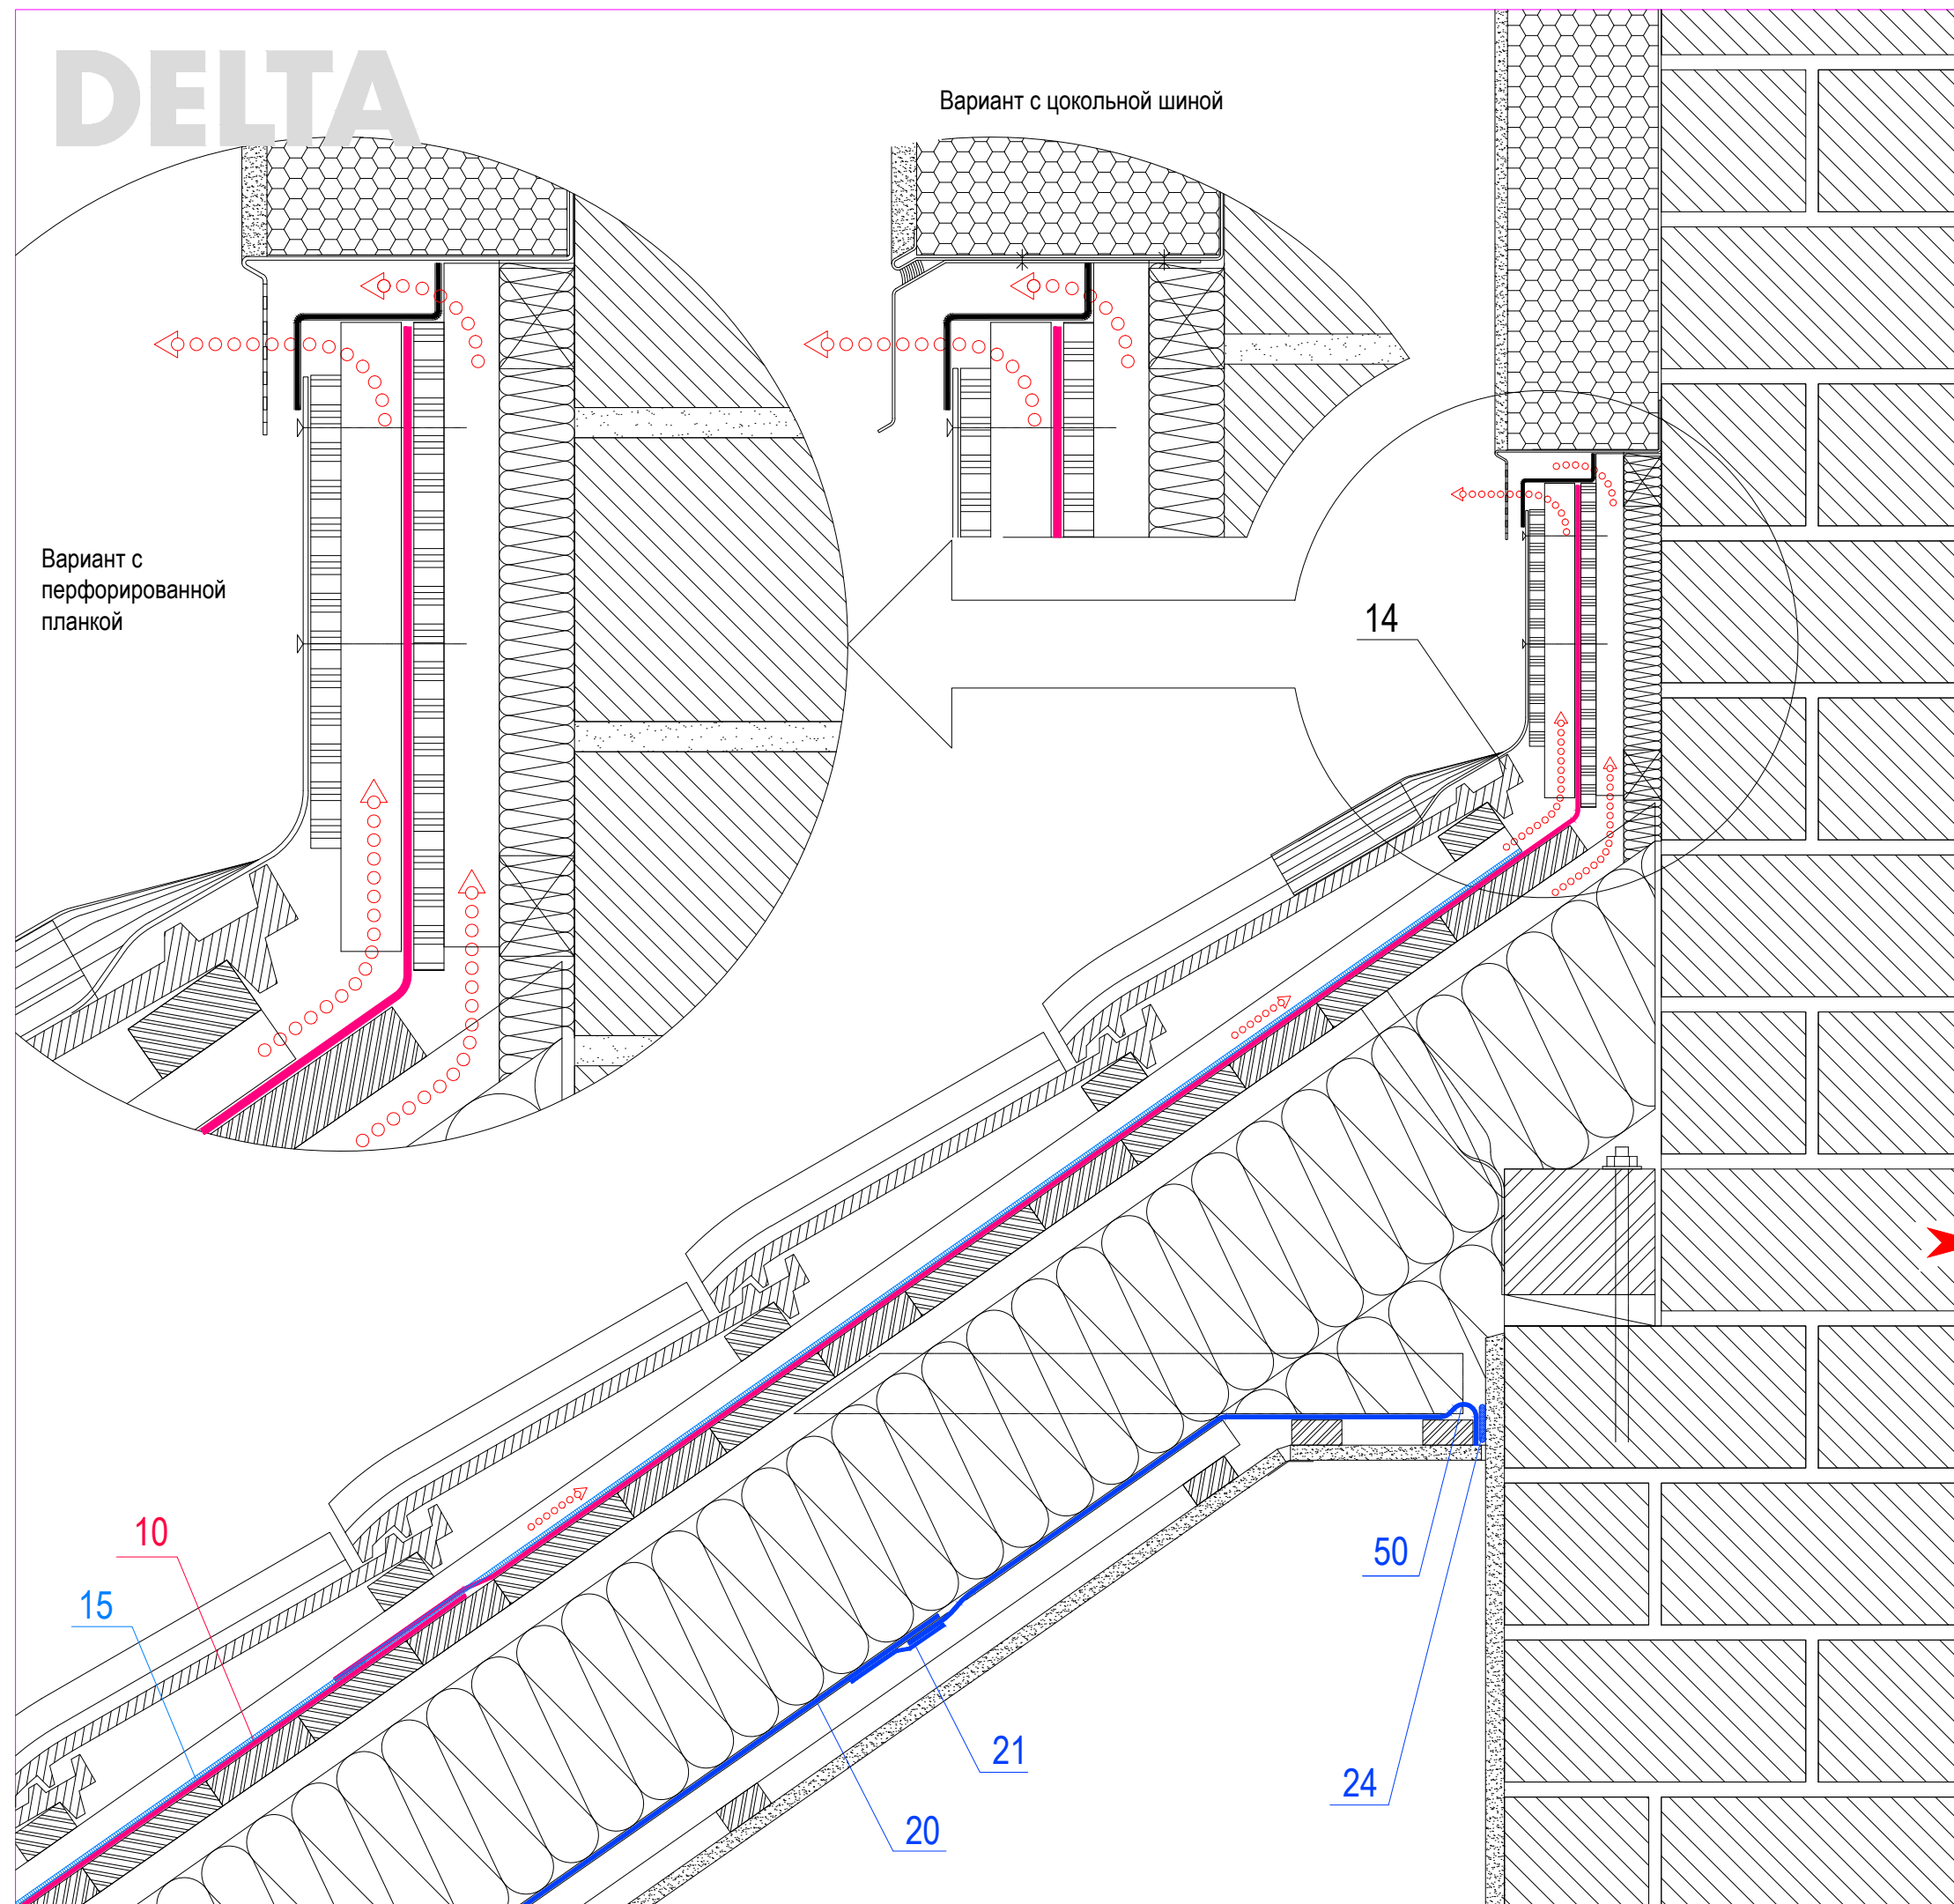 DELTA
Вариант с цокольной шиной
Вариант с
перфорированной
планкой
14
10
15
50
21
24
20